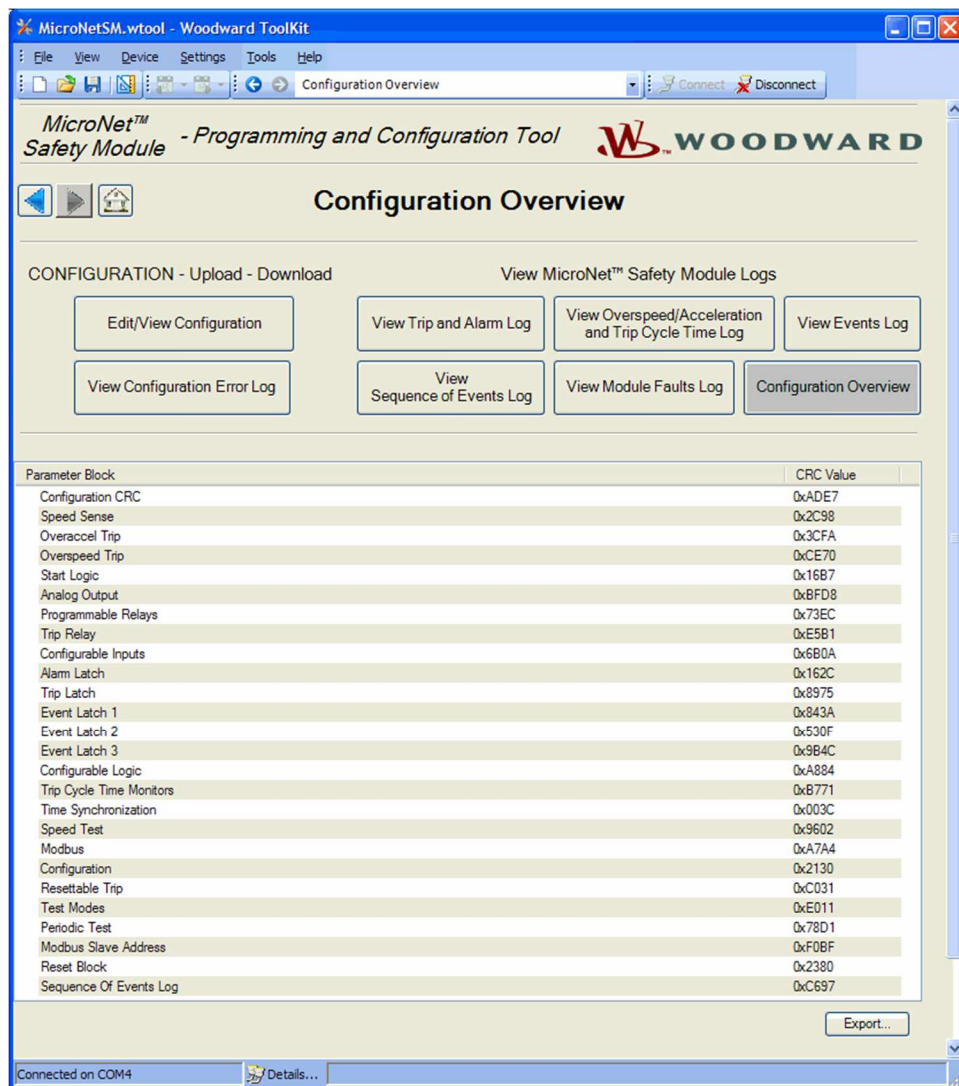 MicroNetSM.wtool - Woodward ToolKit
File View Device Settings Tools Help
Configuration Overview Connect Disconnect
MicroNet™
Safety Module - Programming and Configuration Tool WOODWARD
Configuration Overview
CONFIGURATION - Upload - Download View MicroNet™ Safety Module Logs
Edit/View Configuration View Trip and Alarm Log View Overspeed/Acceleration and Trip Cycle Time Log View Events Log
View Configuration Error Log View Sequence of Events Log View Module Faults Log Configuration Overview
Parameter Block CRC Value
Configuration CRC 0xADE7
Speed Sense 0x2C98
Overaccel Trip 0x3CFA
Overspeed Trip 0xCE70
Start Logic 0x16B7
Analog Output 0xBFD8
Programmable Relays 0x73EC
Trip Relay 0xE5B1
Configurable Inputs 0x6B0A
Alarm Latch 0x162C
Trip Latch 0x8975
Event Latch 1 0x843A
Event Latch 2 0x530F
Event Latch 3 0x9B4C
Configurable Logic 0xA884
Trip Cycle Time Monitors 0xB771
Time Synchronization 0x003C
Speed Test 0x9602
Modbus 0xA7A4
Configuration 0x2130
Resettable Trip 0xC031
Test Modes 0xE011
Periodic Test 0x78D1
Modbus Slave Address 0xF0BF
Reset Block 0x2380
Sequence Of Events Log 0xC697
Export...
Connected on COM4 Details...